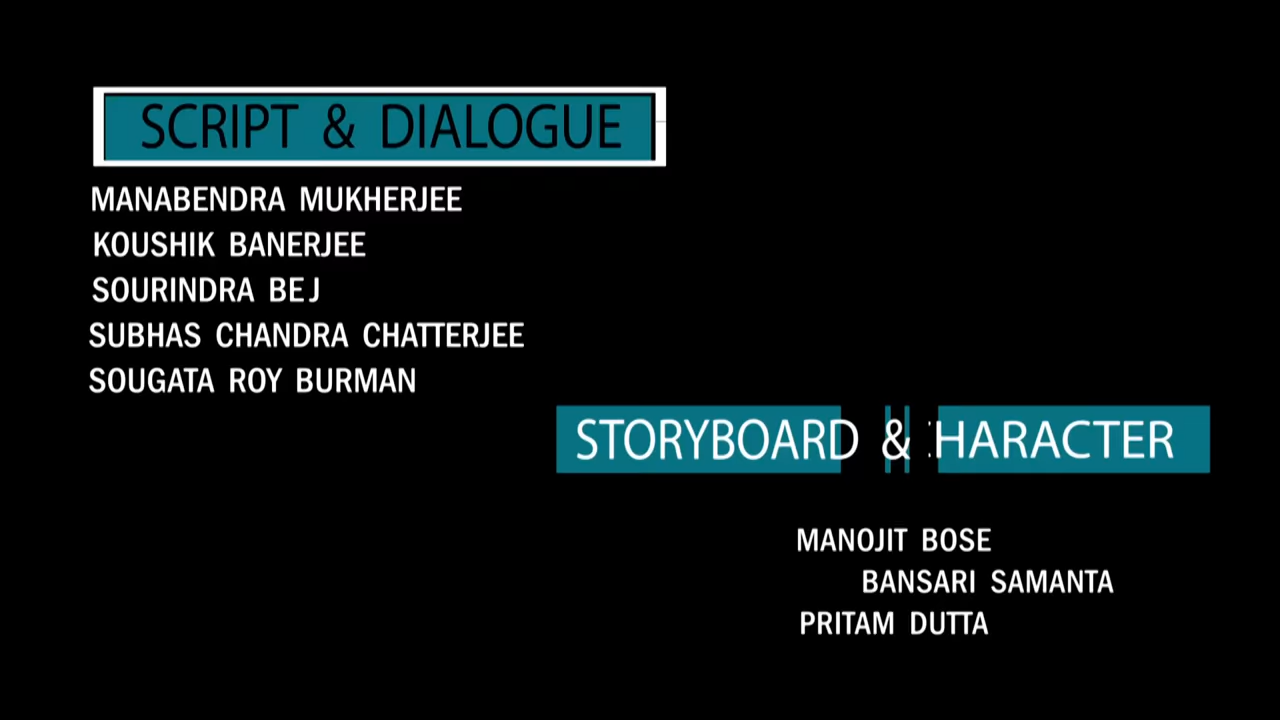 SCRIPT & DIALOGUE
MANABENDRA MUKHERJEE
KOUSHIK BANERJEE
SOURINDRA BEJ
SUBHAS CHANDRA CHATTERJEE
SOUGATA ROY BURMAN
STORYBOARD & CHARACTER
MANOJIT BOSE
BANSARI SAMANTA
PRITAM DUTTA